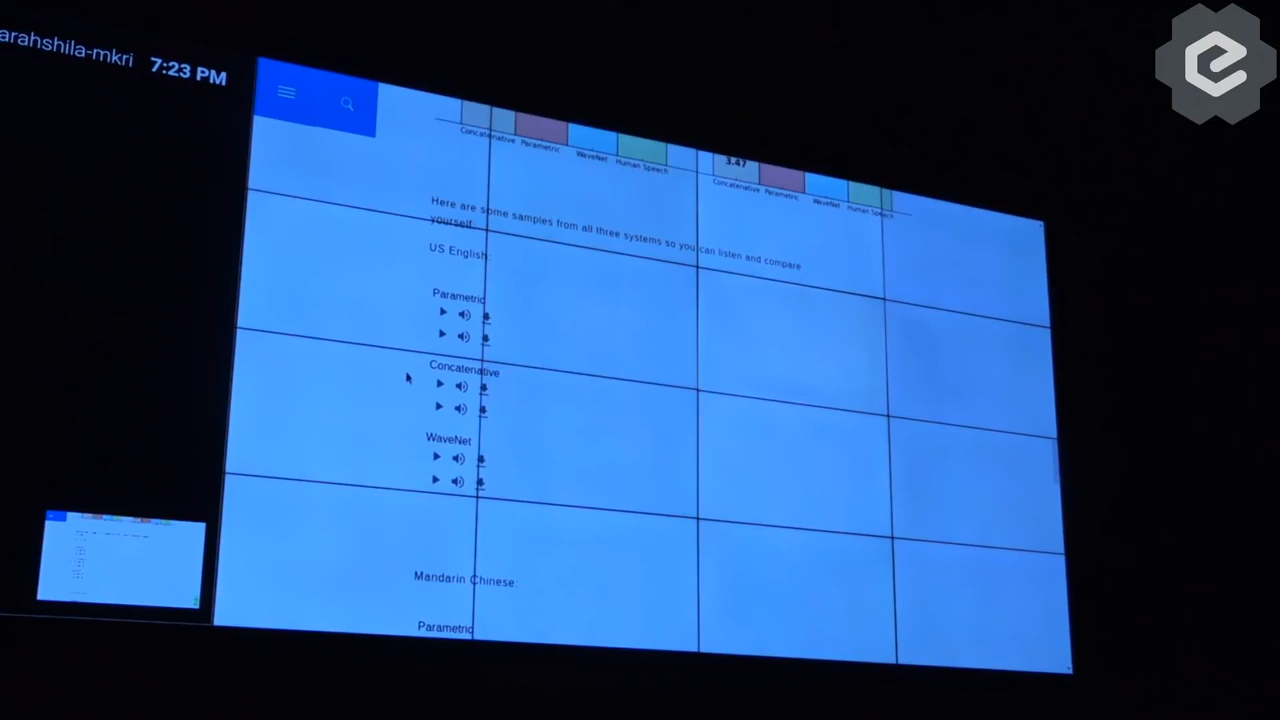 arahshila-mkri 7:23 PM
Concatenative Parametric WaveNet Human Speech
3.47
Concatenative Parametric WaveNet Human Speech
Here are some samples from all three systems so you can listen and compare
yourself:
US English:
Parametric
Concatenative
WaveNet
Mandarin Chinese:
Parametric